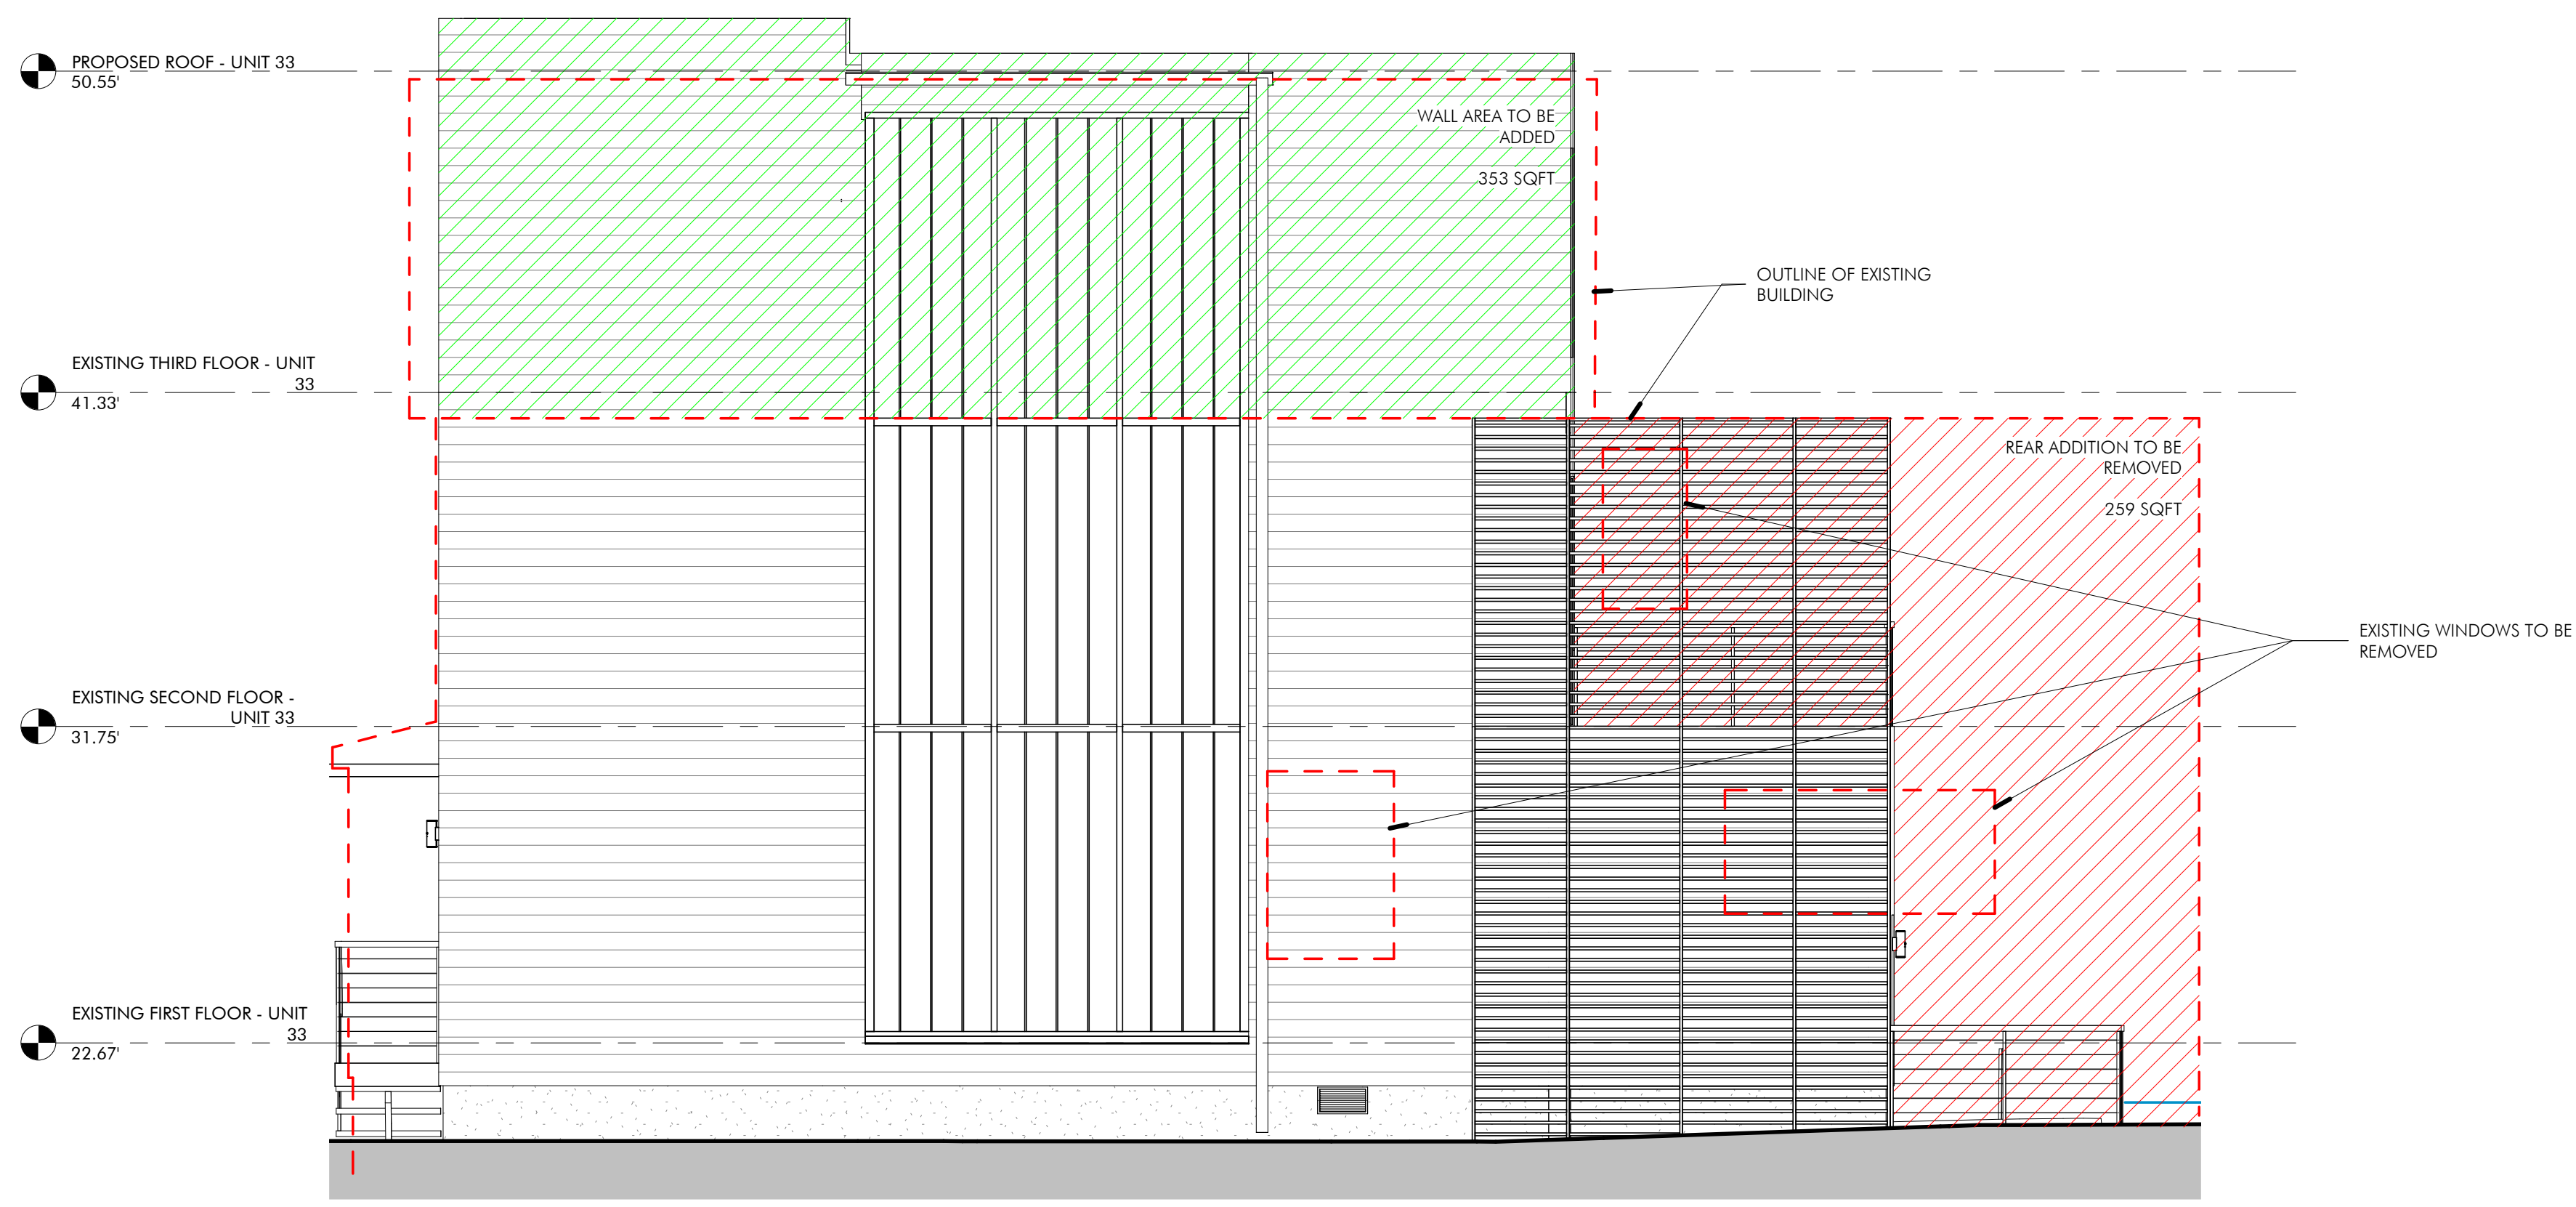 PROPOSED ROOF - UNIT 33
50.55'
WALL AREA TO BE
ADDED
353 SQFT
OUTLINE OF EXISTING
BUILDING
EXISTING THIRD FLOOR - UNIT
33
41.33'
REAR ADDITION TO BE
REMOVED
259 SQFT
EXISTING WINDOWS TO BE
REMOVED
EXISTING SECOND FLOOR -
UNIT 33
31.75'
EXISTING FIRST FLOOR - UNIT
33
22.67'